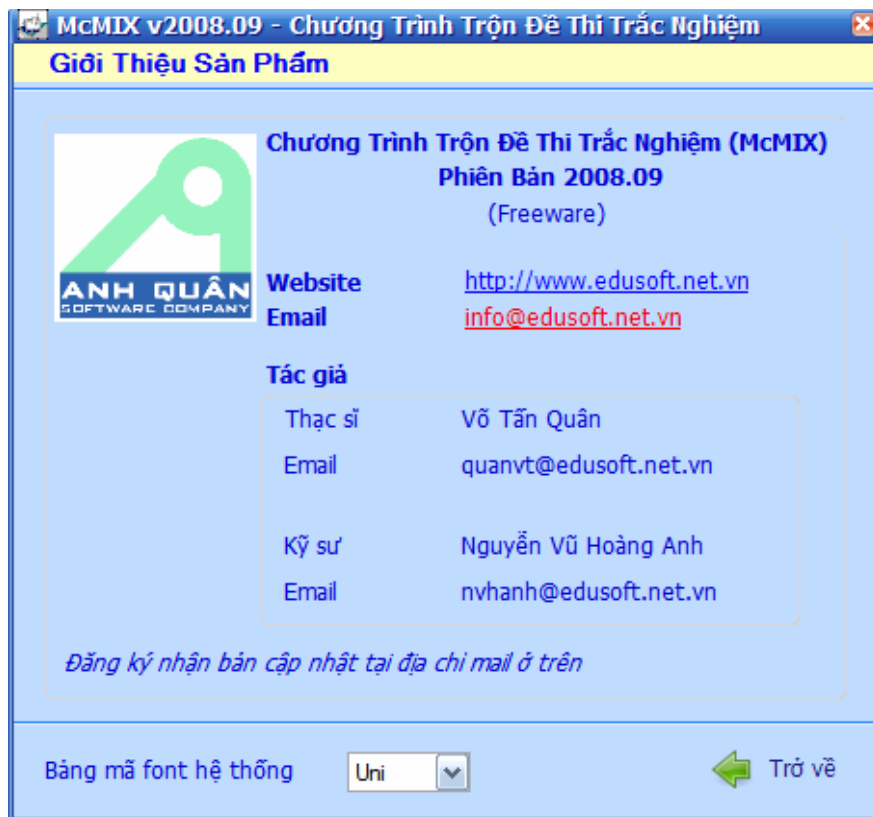 McMIX v2008.09 - Chương Trình Trộn Đề Thi Trắc Nghiệm
Giới Thiệu Sản Phẩm
Chương Trình Trộn Đề Thi Trắc Nghiệm (McMIX)
Phiên Bản 2008.09
(Freeware)
ANH QUÂN
SOFTWARE COMPANY
Website http://www.edusoft.net.vn
Email info@edusoft.net.vn
Tác giả
Thạc sĩ Võ Tấn Quân
Email quanvt@edusoft.net.vn
Kỹ sư Nguyễn Vũ Hoàng Anh
Email nvhanh@edusoft.net.vn
Đăng ký nhận bản cập nhật tại địa chỉ mail ở trên
Bảng mã font hệ thống Uni Trở về